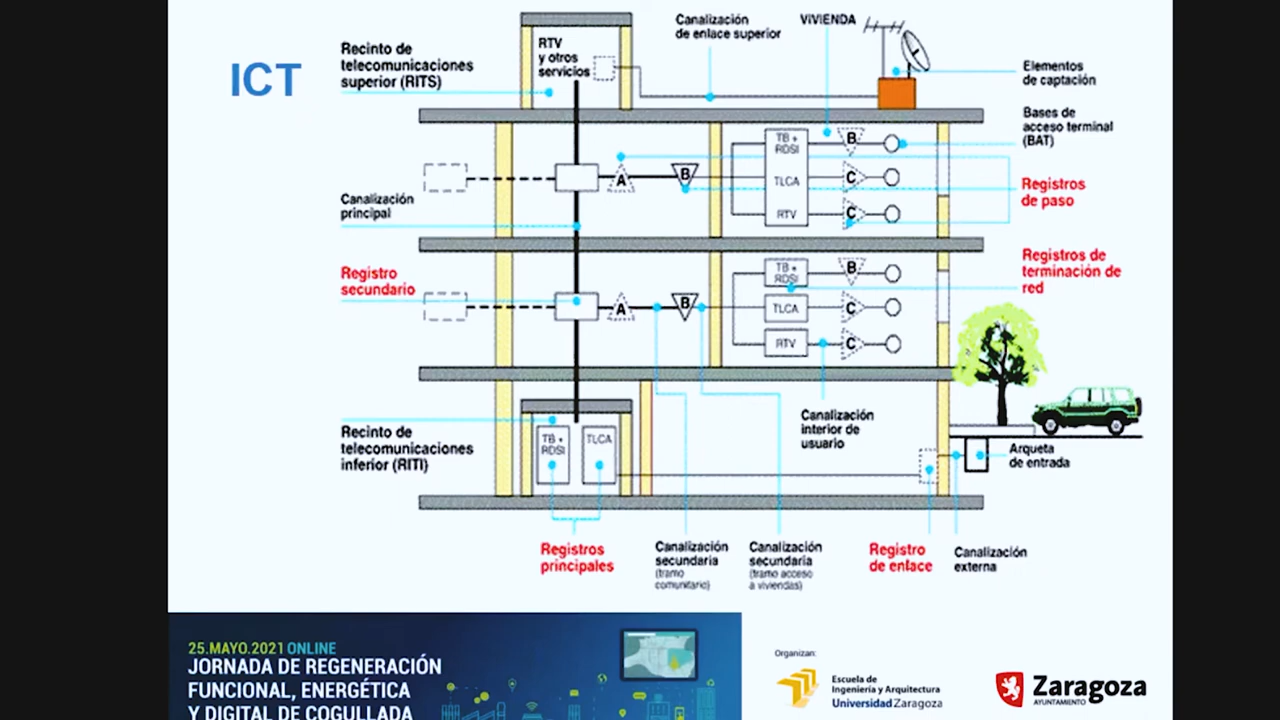 ICT
Recinto de
telecomunicaciones
superior (RITS)
RTV
y otros
servicios
Canalización
de enlace superior
ViVIENDA
Elementos
de captación
Bases de
acceso terminal
(BAT)
Registros
de paso
Registros de
terminación de
red
Canalización
principal
Registro
secundario
A
B
TB +
RDSI
TLCA
RTV
B
C
C
A
B
TB +
RDSI
TLCA
RTV
B
C
C
Recinto de
telecomunicaciones
inferior (RITI)
TB +
RDSI
TLCA
Canalización
interior de
usuario
Arqueta
de entrada
Registros
principales
Canalización
secundaria
(tramo
comunitario)
Canalización
secundaria
(tramo acceso
a viviendas)
Registro
de enlace
Canalización
externa
25.MAYO.2021 ONLINE
JORNADA DE REGENERACIÓN
FUNCIONAL, ENERGÉTICA
Y DIGITAL DE COGULLADA
Organizan:
Escuela de
Ingeniería y Arquitectura
Universidad Zaragoza
Zaragoza
AYUNTAMIENTO